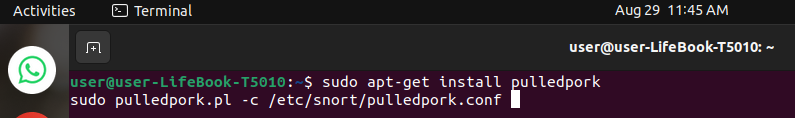 Activities
Terminal
Aug 29 11:45 AM
user@user-LifeBook-T5010: ~
user@user-LifeBook-T5010:~$ sudo apt-get install pulledpork
sudo pulledpork.pl -c /etc/snort/pulledpork.conf